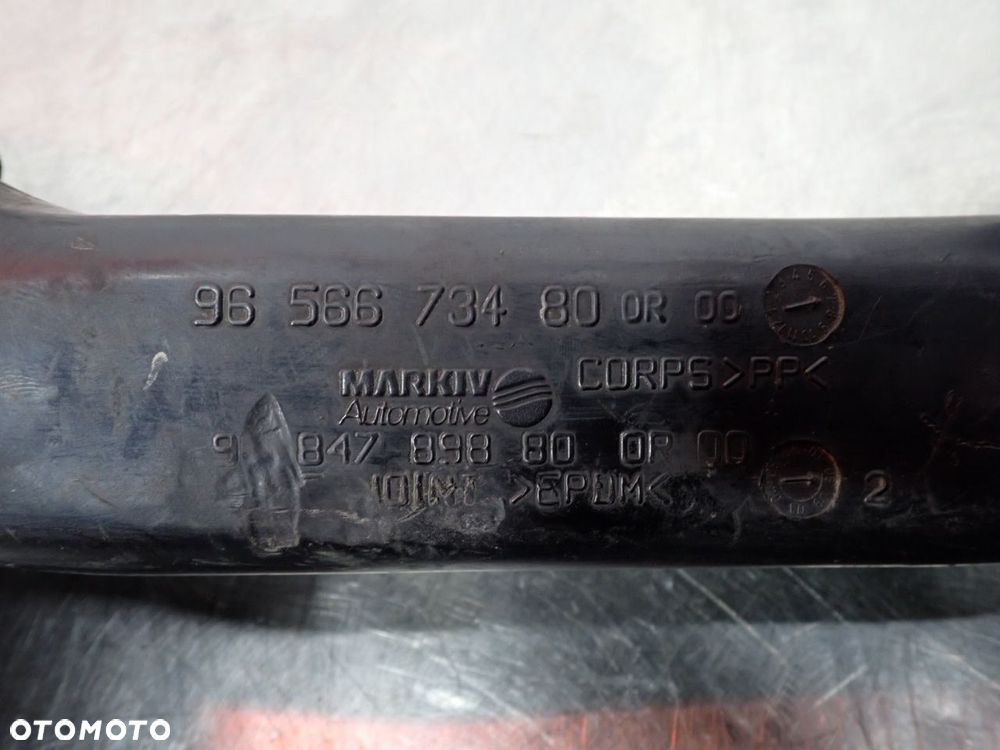 96 566 734 80 OR 00
CORPS >PP<
MARKIV
Automotive
847 898 80 OR 00
>EPDM< 2
OTOMOTO